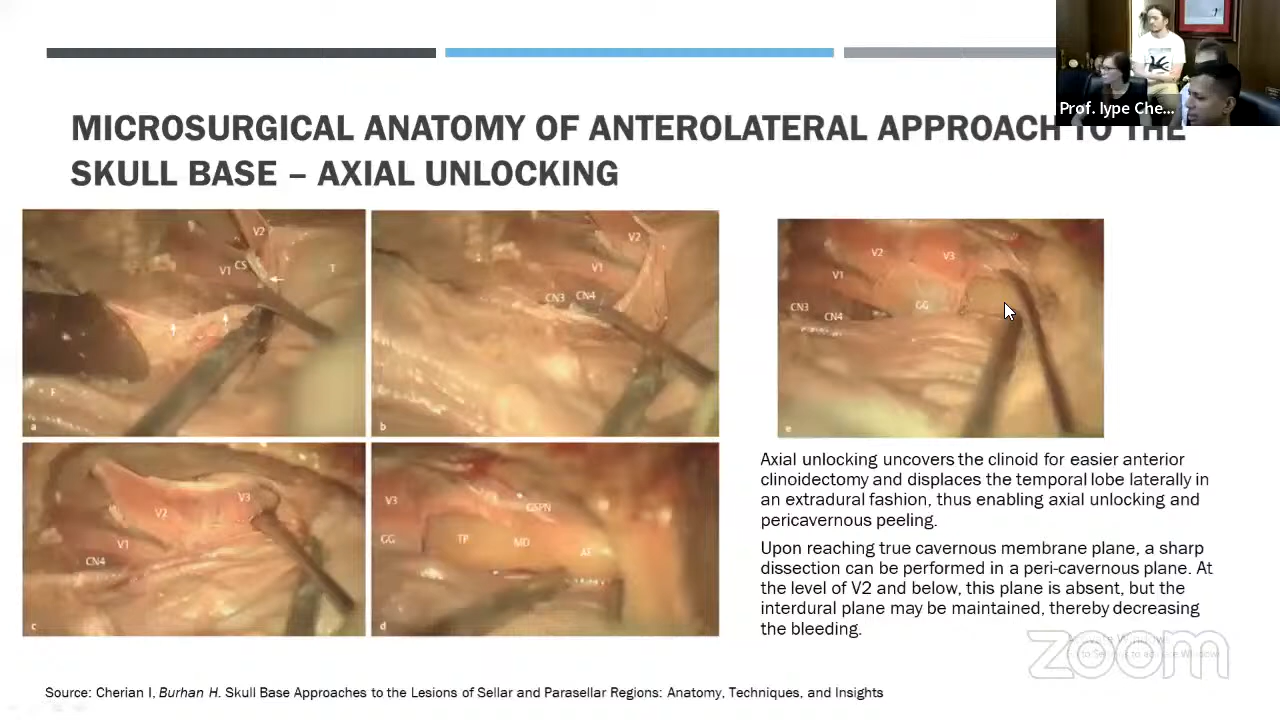 Prof. Iype Che...
MICROSURGICAL ANATOMY OF ANTEROLATERAL APPROACH TO THE
SKULL BASE – AXIAL UNLOCKING
V2
V1
CS
T
F
a
V2
V1
CN3
CN4
b
V2
V3
V1
CN3
CN4
GG
e
V3
V2
V1
CN4
c
V3
GSPN
GG
TP
MD
AE
d
Axial unlocking uncovers the clinoid for easier anterior
clinoidectomy and displaces the temporal lobe laterally in
an extradural fashion, thus enabling axial unlocking and
pericavernous peeling.
Upon reaching true cavernous membrane plane, a sharp
dissection can be performed in a peri-cavernous plane. At
the level of V2 and below, this plane is absent, but the
interdural plane may be maintained, thereby decreasing
the bleeding.
zoom
Source: Cherian I, Burhan H. Skull Base Approaches to the Lesions of Sellar and Parasellar Regions: Anatomy, Techniques, and Insights